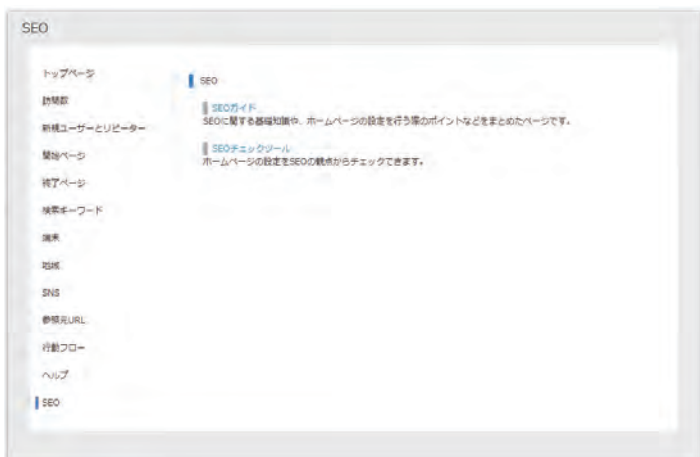 SEO
トップページ
訪問数
新規ユーザーとリピーター
開始ページ
終了ページ
検索キーワード
端末
地域
SNS
参照元URL
行動フロー
ヘルプ
SEO
SEO
SEOガイド
SEOに関する基礎知識や、ホームページの設定を行う際のポイントなどをまとめたページです。
SEOチェックツール
ホームページの設定をSEOの観点からチェックできます。